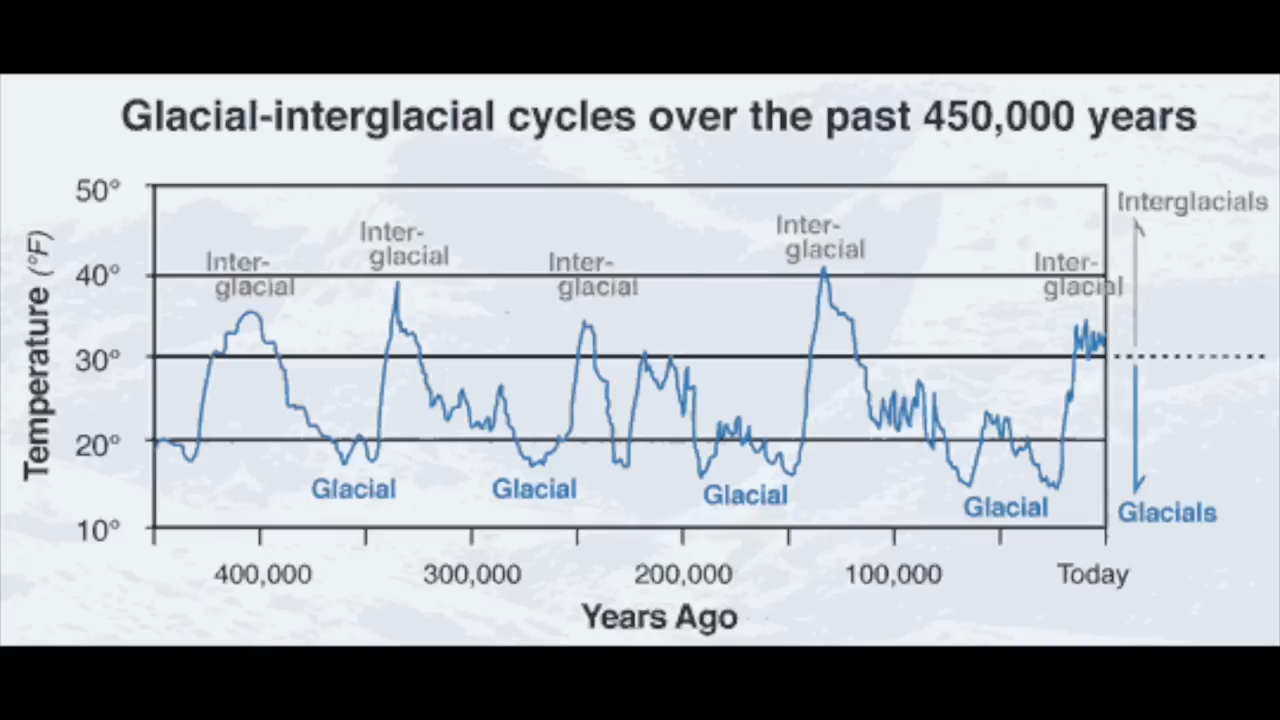 Glacial-interglacial cycles over the past 450,000 years
50°
40°
30°
20°
10°
Temperature (°F)
Inter-
glacial
Inter-
glacial
Inter-
glacial
Inter-
glacial
Inter-
glacial
Interglacials
Glacial
Glacial
Glacial
Glacial
Glacials
400,000
300,000
200,000
100,000
Today
Years Ago